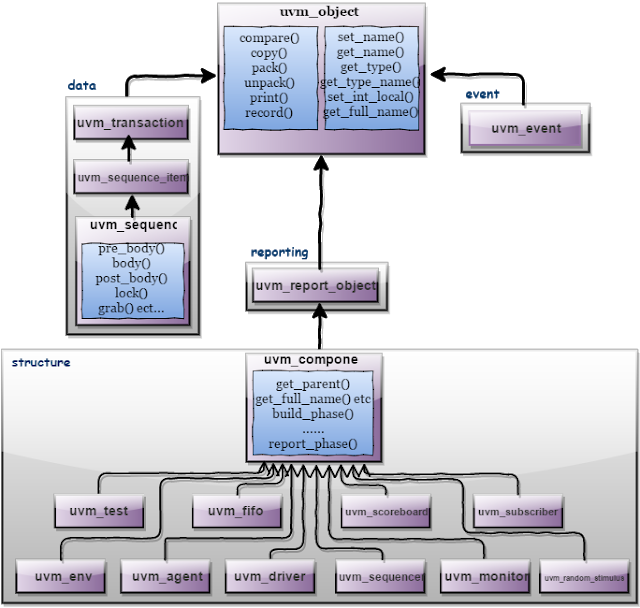 uvm_object
compare()
copy()
pack()
unpack()
print()
record()
set_name()
get_name()
get_type()
get_type_name()
set_int_local()
get_full_name()
data
uvm_transaction
uvm_sequence_item
uvm_sequenc
pre_body()
body()
post_body()
lock()
grab() ect...
event
uvm_event
reporting
uvm_report_object
structure
uvm_compone
get_parent()
get_full_name() etc
build_phase()
......
report_phase()
uvm_test
uvm_fifo
uvm_scoreboard
uvm_subscriber
uvm_env
uvm_agent
uvm_driver
uvm_sequencer
uvm_monitor
uvm_random_stimulus